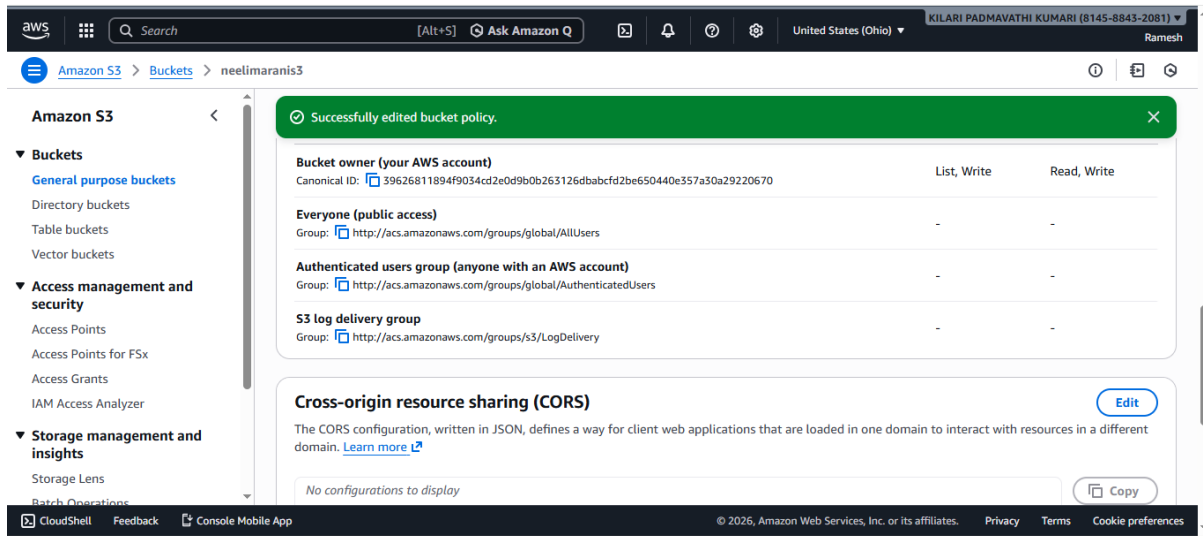 aws
Search
[Alt+S]
Ask Amazon Q
United States (Ohio)
KILARI PADMAVATHI KUMARI (8145-8843-2081)
Ramesh
Amazon S3 > Buckets > neelimaranis3
Amazon S3
Buckets
General purpose buckets
Directory buckets
Table buckets
Vector buckets
Access management and
security
Access Points
Access Points for FSx
Access Grants
IAM Access Analyzer
Storage management and
insights
Storage Lens
Batch Operations
Successfully edited bucket policy.
Bucket owner (your AWS account)
Canonical ID: 39626811894f9034cd2e0d9b0b263126dbabcfd2be650440e357a30a29220670
List, Write
Read, Write
Everyone (public access)
Group: http://acs.amazonaws.com/groups/global/AllUsers
-
-
Authenticated users group (anyone with an AWS account)
Group: http://acs.amazonaws.com/groups/global/AuthenticatedUsers
-
-
S3 log delivery group
Group: http://acs.amazonaws.com/groups/s3/LogDelivery
-
-
Cross-origin resource sharing (CORS)
Edit
The CORS configuration, written in JSON, defines a way for client web applications that are loaded in one domain to interact with resources in a different
domain. Learn more
No configurations to display
Copy
CloudShell
Feedback
Console Mobile App
© 2026, Amazon Web Services, Inc. or its affiliates.
Privacy
Terms
Cookie preferences